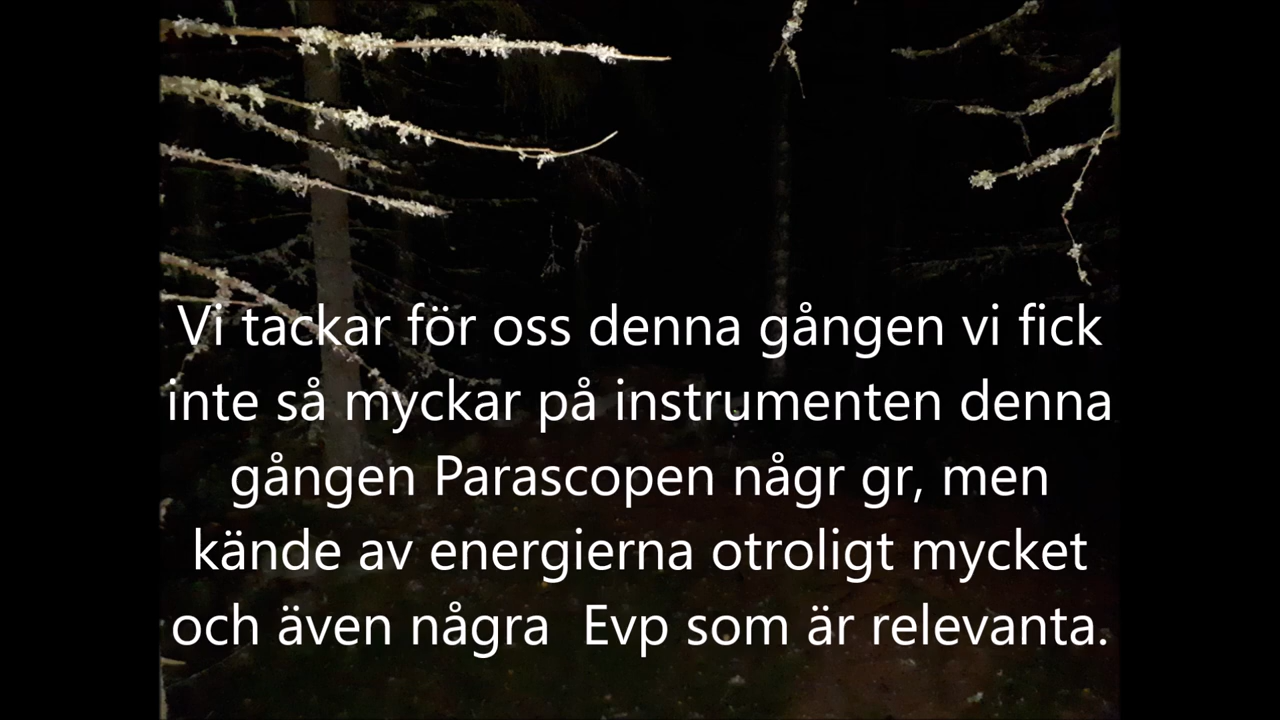 Vi tackar för oss denna gången vi fick
inte så myckar på instrumenten denna
gången Parascopen någr gr, men
kände av energierna otroligt mycket
och även några  Evp som är relevanta.